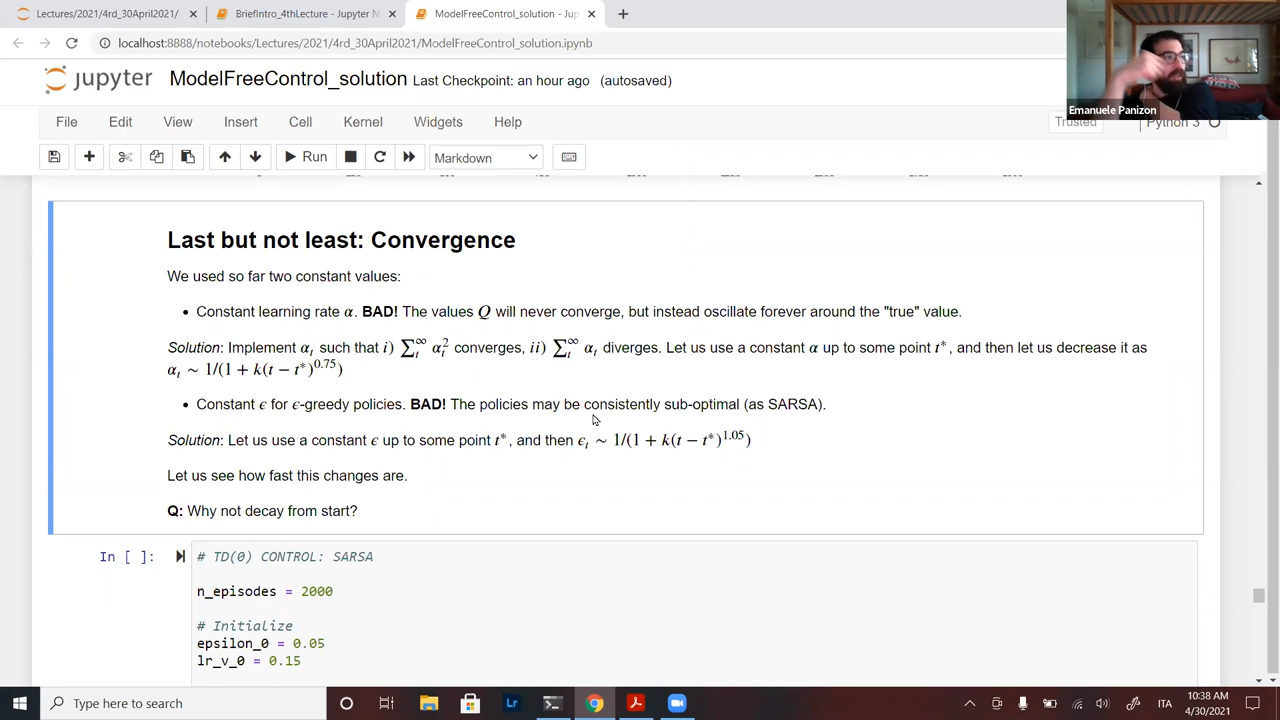 Lectures/2021/4rd_30April2021/
BriefIntro_4thLecture - Jupyter N
ModelFreeControl_solution - Jup
localhost:8888/notebooks/Lectures/2021/4rd_30April2021/ModelFreeControl_solution.ipynb
jupyter ModelFreeControl_solution Last Checkpoint: an hour ago (autosaved)
Emanuele Panizon
File Edit View Insert Cell Kernel Widgets Help
Trusted Python 3
Run Markdown
Last but not least: Convergence
We used so far two constant values:
• Constant learning rate α. BAD! The values Q will never converge, but instead oscillate forever around the "true" value.
Solution: Implement α_t such that i) ∑_t^∞ α_t^2 converges, ii) ∑_t^∞ α_t diverges. Let us use a constant α up to some point t*, and then let us decrease it as
α_t ∼ 1/(1 + k(t − t*)^0.75)
• Constant ϵ for ϵ-greedy policies. BAD! The policies may be consistently sub-optimal (as SARSA).
Solution: Let us use a constant ϵ up to some point t*, and then ϵ_t ∼ 1/(1 + k(t − t*)^1.05)
Let us see how fast this changes are.
Q: Why not decay from start?
In [ ]: # TD(0) CONTROL: SARSA
n_episodes = 2000
# Initialize
epsilon_0 = 0.05
lr_v_0 = 0.15
Type here to search
ITA
10:38 AM
4/30/2021